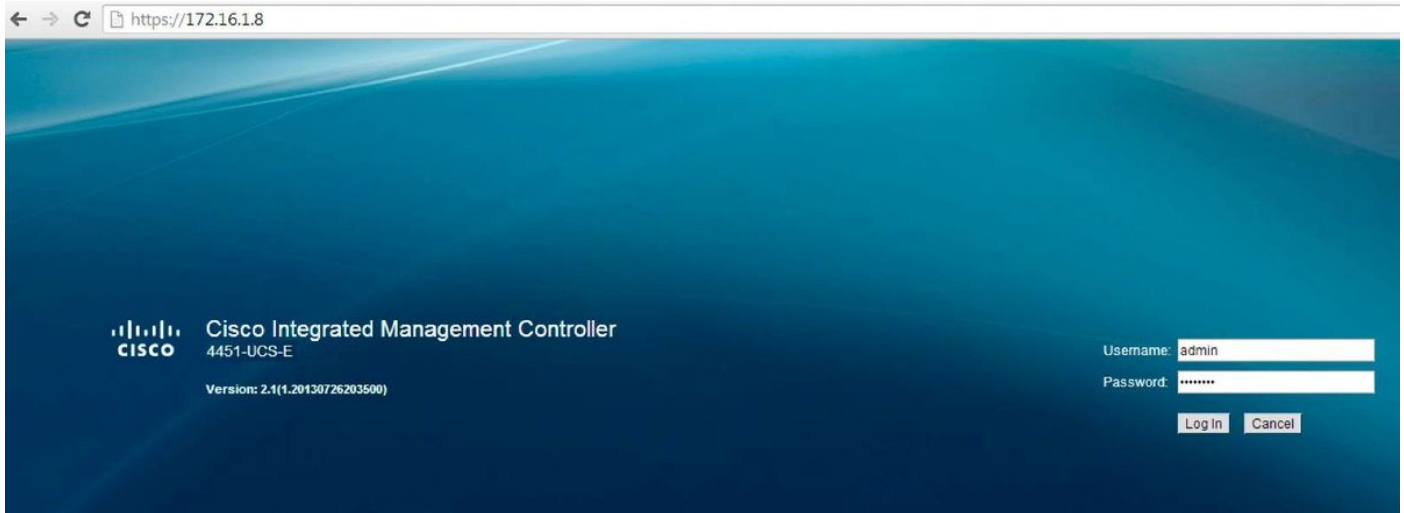 https://172.16.1.8
CISCO
Cisco Integrated Management Controller
4451-UCS-E
Version: 2.1(1.20130726203500)
Username: admin
Password: ••••••••
Log In Cancel